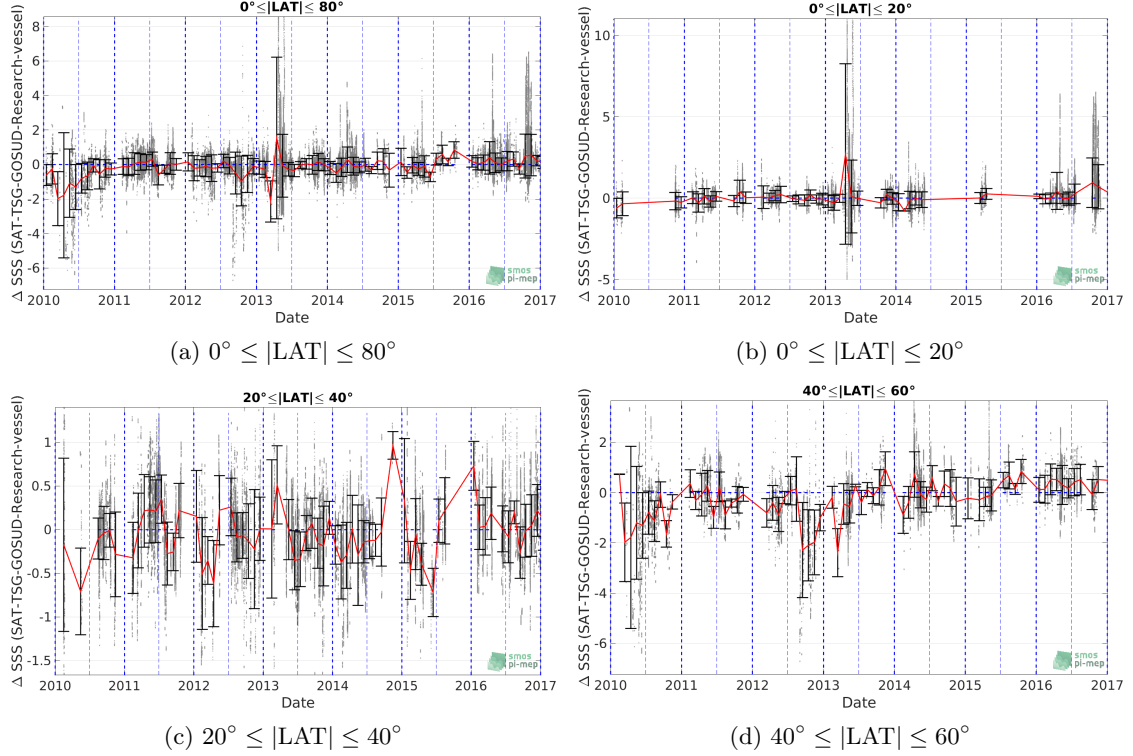 0°≤|LAT|≤ 80°
Δ SSS (SAT-TSG-GOSUD-Research-vessel)
8
6
4
2
0
-2
-4
-6
smos
pi-mep
2010 2011 2012 2013 2014 2015 2016 2017
Date
(a) 0° ≤ |LAT| ≤ 80°
0°≤|LAT|≤ 20°
Δ SSS (SAT-TSG-GOSUD-Research-vessel)
10
5
0
-5
smos
pi-mep
2010 2011 2012 2013 2014 2015 2016 2017
Date
(b) 0° ≤ |LAT| ≤ 20°
20°≤|LAT|≤ 40°
Δ SSS (SAT-TSG-GOSUD-Research-vessel)
1
0.5
0
-0.5
-1
-1.5
smos
pi-mep
2010 2011 2012 2013 2014 2015 2016 2017
Date
(c) 20° ≤ |LAT| ≤ 40°
40°≤|LAT|≤ 60°
Δ SSS (SAT-TSG-GOSUD-Research-vessel)
2
0
-2
-4
-6
smos
pi-mep
2010 2011 2012 2013 2014 2015 2016 2017
Date
(d) 40° ≤ |LAT| ≤ 60°